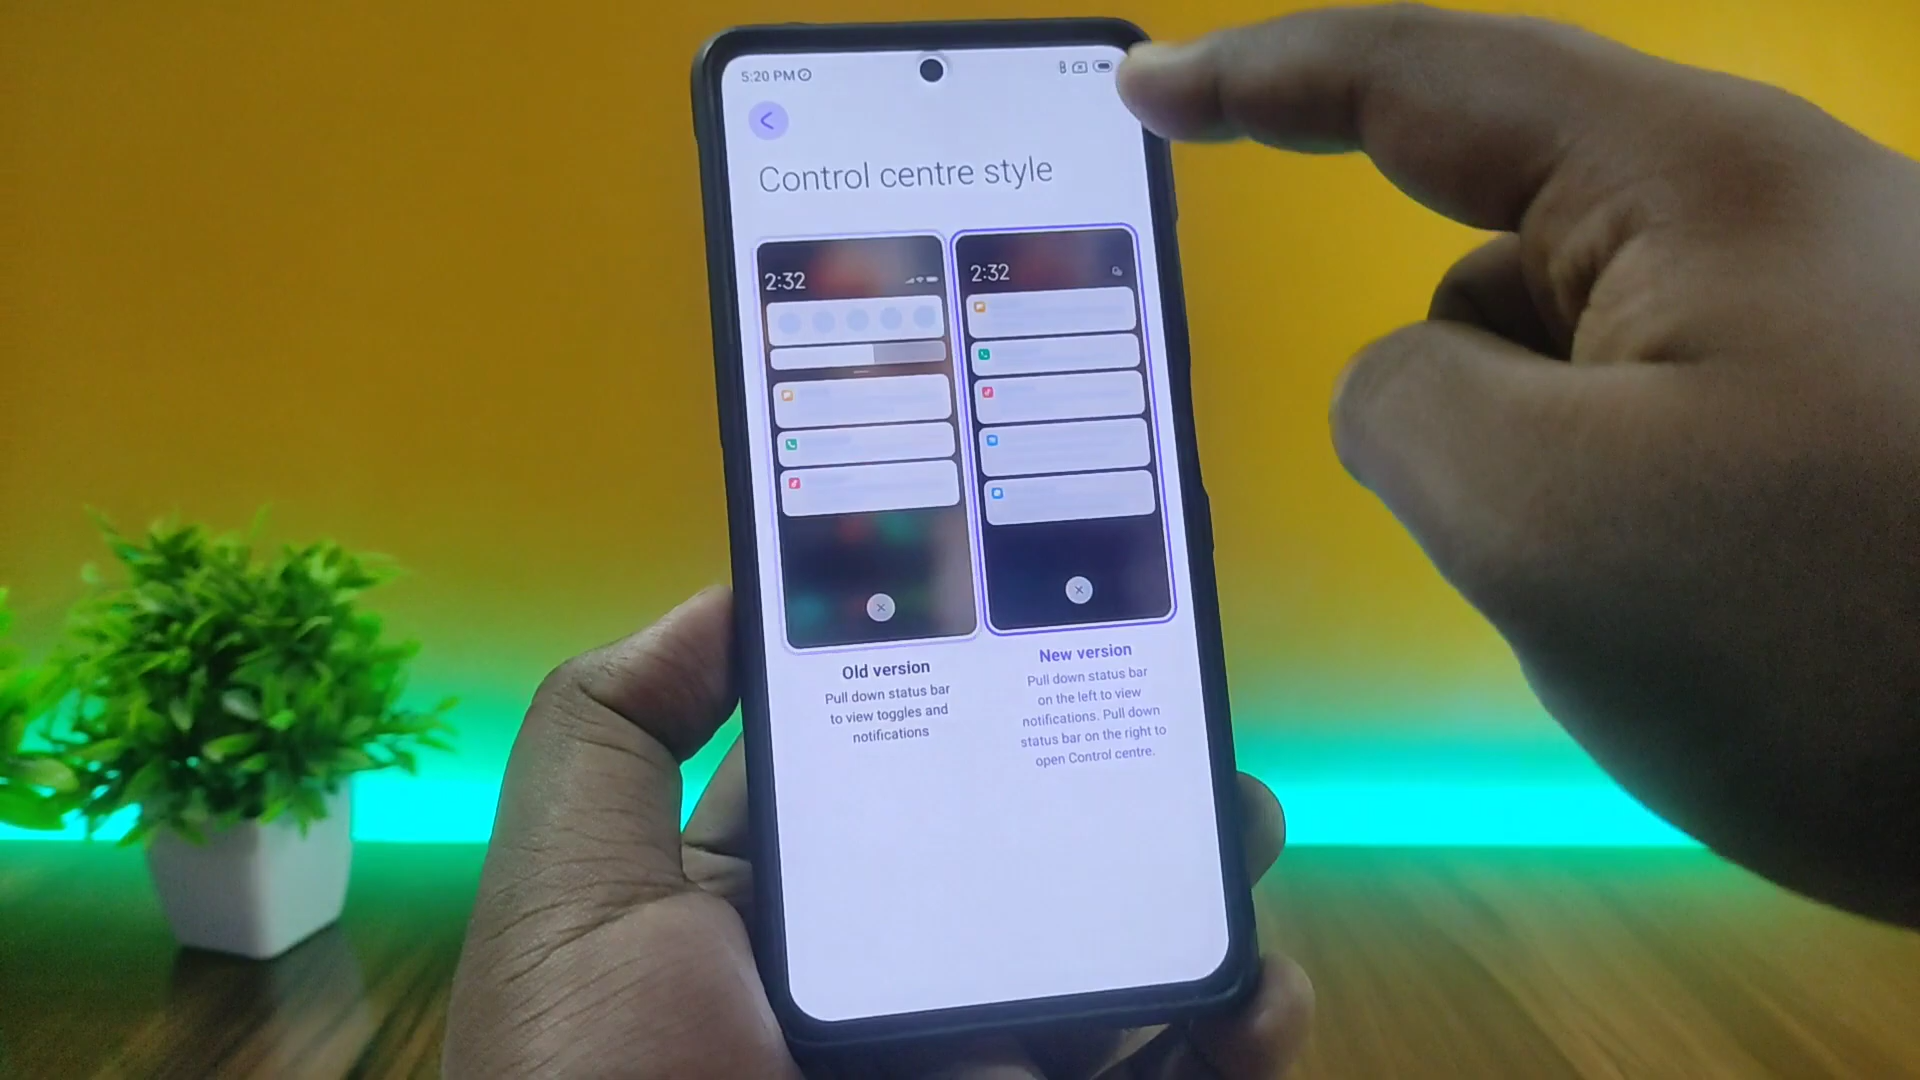 5:20 PM
Control centre style
2:32
2:32
Old version
Pull down status bar
to view toggles and
notifications
New version
Pull down status bar
on the left to view
notifications. Pull down
status bar on the right to
open Control centre.